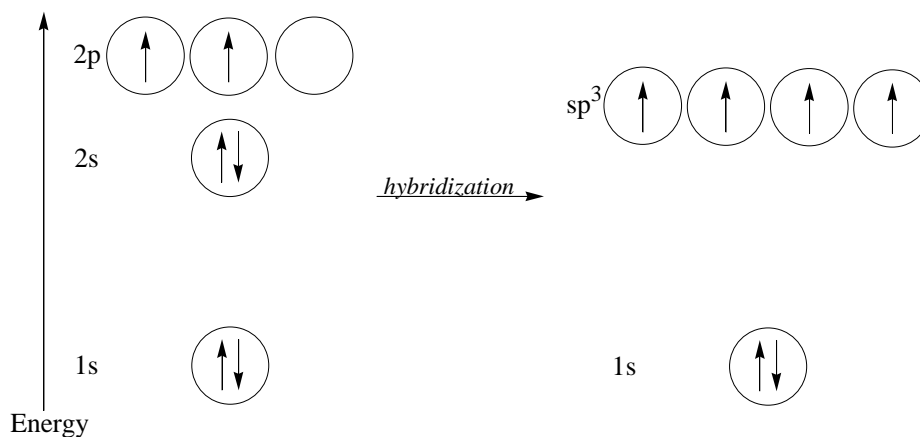 2p
sp³
2s
hybridization
1s
1s
Energy